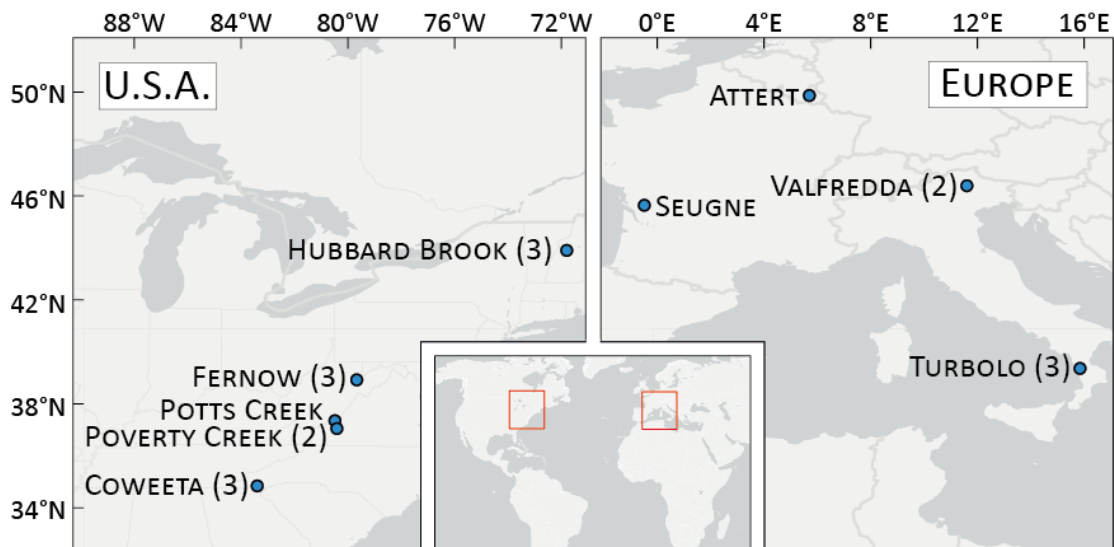 88°W 84°W 80°W 76°W 72°W 0°E 4°E 8°E 12°E 16°E
U.S.A.
EUROPE
50°N
ATTERT
46°N
VALFREDDA (2)
SEUGNE
HUBBARD BROOK (3)
42°N
FERNOW (3)
TURBOLO (3)
38°N
POTTS CREEK
POVERTY CREEK (2)
COWEETA (3)
34°N